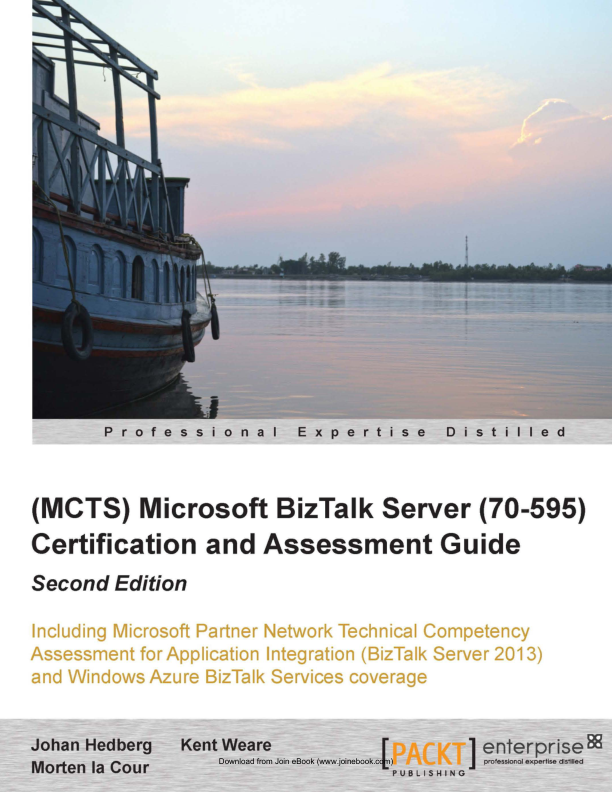 Professional Expertise Distilled
(MCTS) Microsoft BizTalk Server (70-595)
Certification and Assessment Guide
Second Edition
Including Microsoft Partner Network Technical Competency
Assessment for Application Integration (BizTalk Server 2013)
and Windows Azure BizTalk Services coverage
Johan Hedberg Kent Weare
Morten la Cour
Download from Join eBook (www.joinebook.com)
[PACKT]
PUBLISHING
enterprise
professional expertise distilled